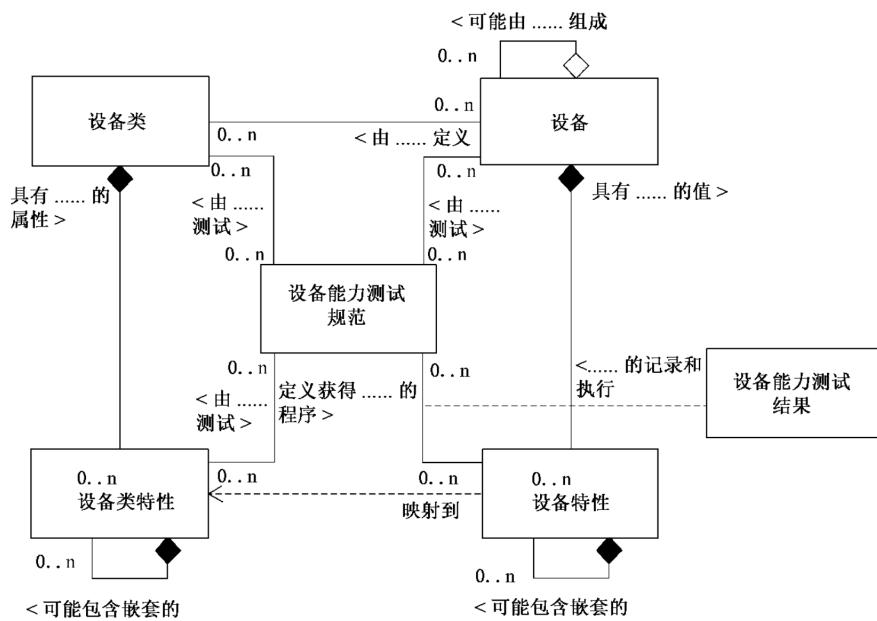 <可能由 …… 组成
0..n
0..n
设备类
设备
0..n
<由 …… 定义
0..n
0..n
具有 …… 的
属性>
<由 ……
测试>
<由 ……
测试>
具有 …… 的值>
0..n
0..n
设备能力测试
规范
0..n
0..n
<由 ……
测试>
定义获得 …… 的
程序>
<…… 的记录和
执行
设备能力测试
结果
0..n
设备类特性
0..n
0..n
0..n
设备特性
映射到
0..n
0..n
<可能包含嵌套的
<可能包含嵌套的